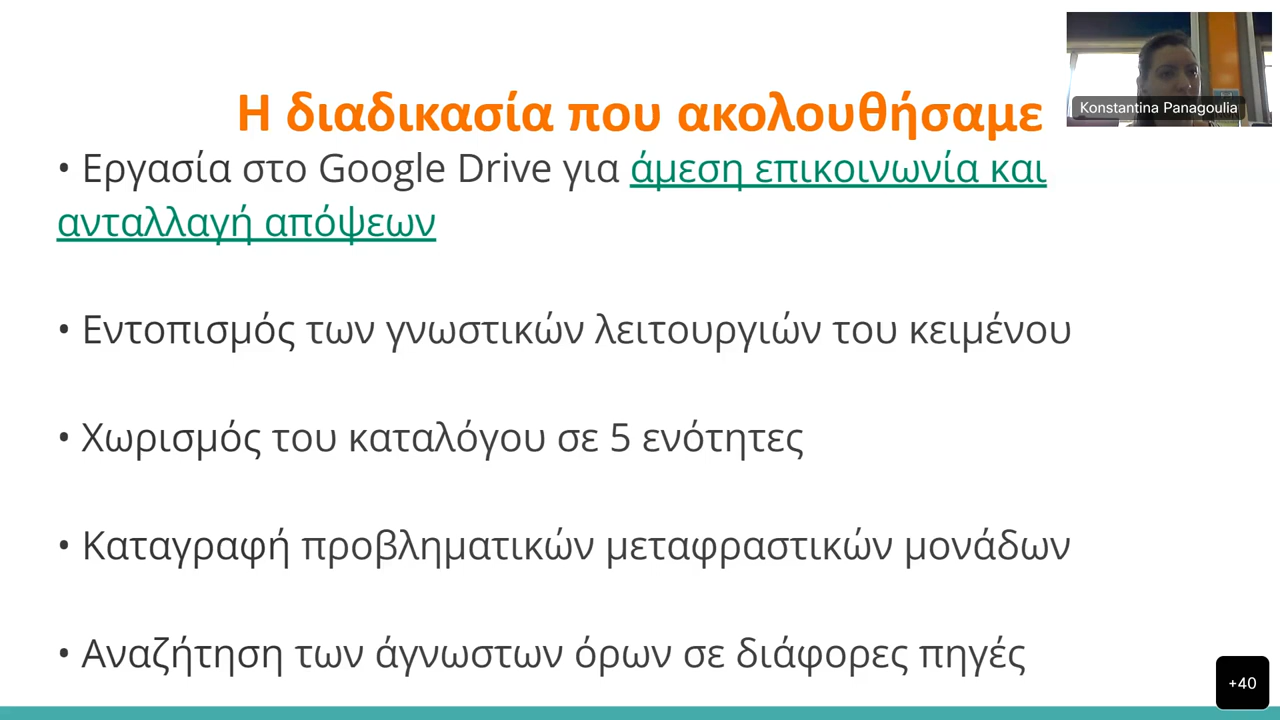 Konstantina Panagoulia
Η διαδικασία που ακολουθήσαμε
• Εργασία στο Google Drive για άμεση επικοινωνία και
ανταλλαγή απόψεων
• Εντοπισμός των γνωστικών λειτουργιών του κειμένου
• Χωρισμός του καταλόγου σε 5 ενότητες
• Καταγραφή προβληματικών μεταφραστικών μονάδων
• Αναζήτηση των άγνωστων όρων σε διάφορες πηγές
+40